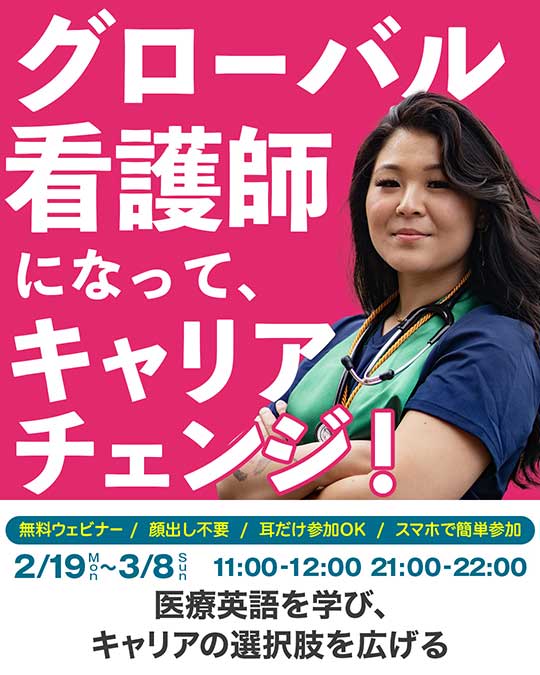 グローバル
看護師
になって、
キャリア
チェンジ！
無料ウェビナー / 顔出し不要 / 耳だけ参加OK / スマホで簡単参加
2/19 Mon～3/8 Sun 11:00-12:00 21:00-22:00
医療英語を学び、
キャリアの選択肢を広げる